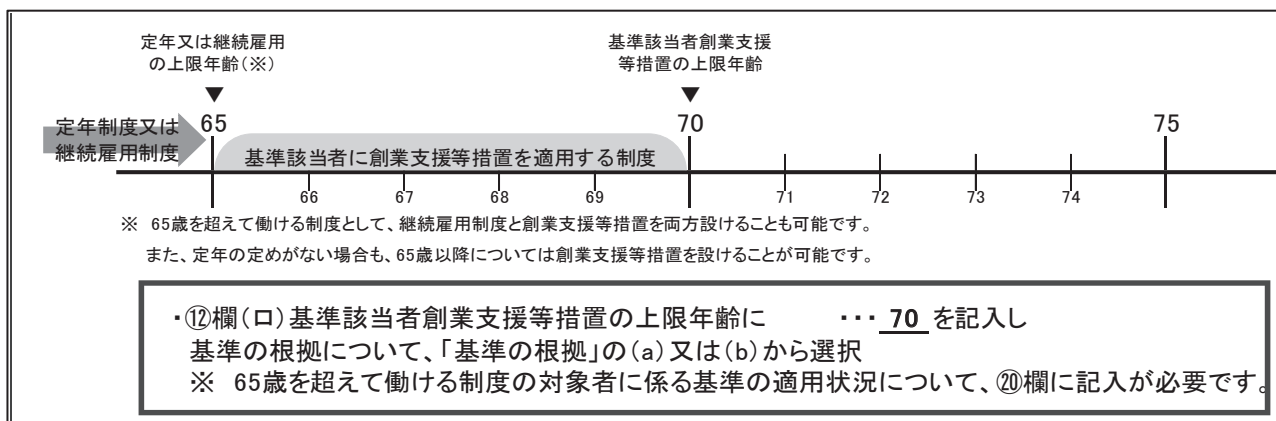 定年又は継続雇用
の上限年齢(※)
基準該当者創業支援
等措置の上限年齢
▼
▼
定年制度又は
継続雇用制度
65
70
75
基準該当者に創業支援等措置を適用する制度
66
67
68
69
71
72
73
74
※ 65歳を超えて働ける制度として、継続雇用制度と創業支援等措置を両方設けることも可能です。
また、定年の定めがない場合も、65歳以降については創業支援等措置を設けることが可能です。
・⑫欄(ロ)基準該当者創業支援等措置の上限年齢に ・・・ 70 を記入し
基準の根拠について、「基準の根拠」の(a)又は(b)から選択
※ 65歳を超えて働ける制度の対象者に係る基準の適用状況について、⑳欄に記入が必要です。